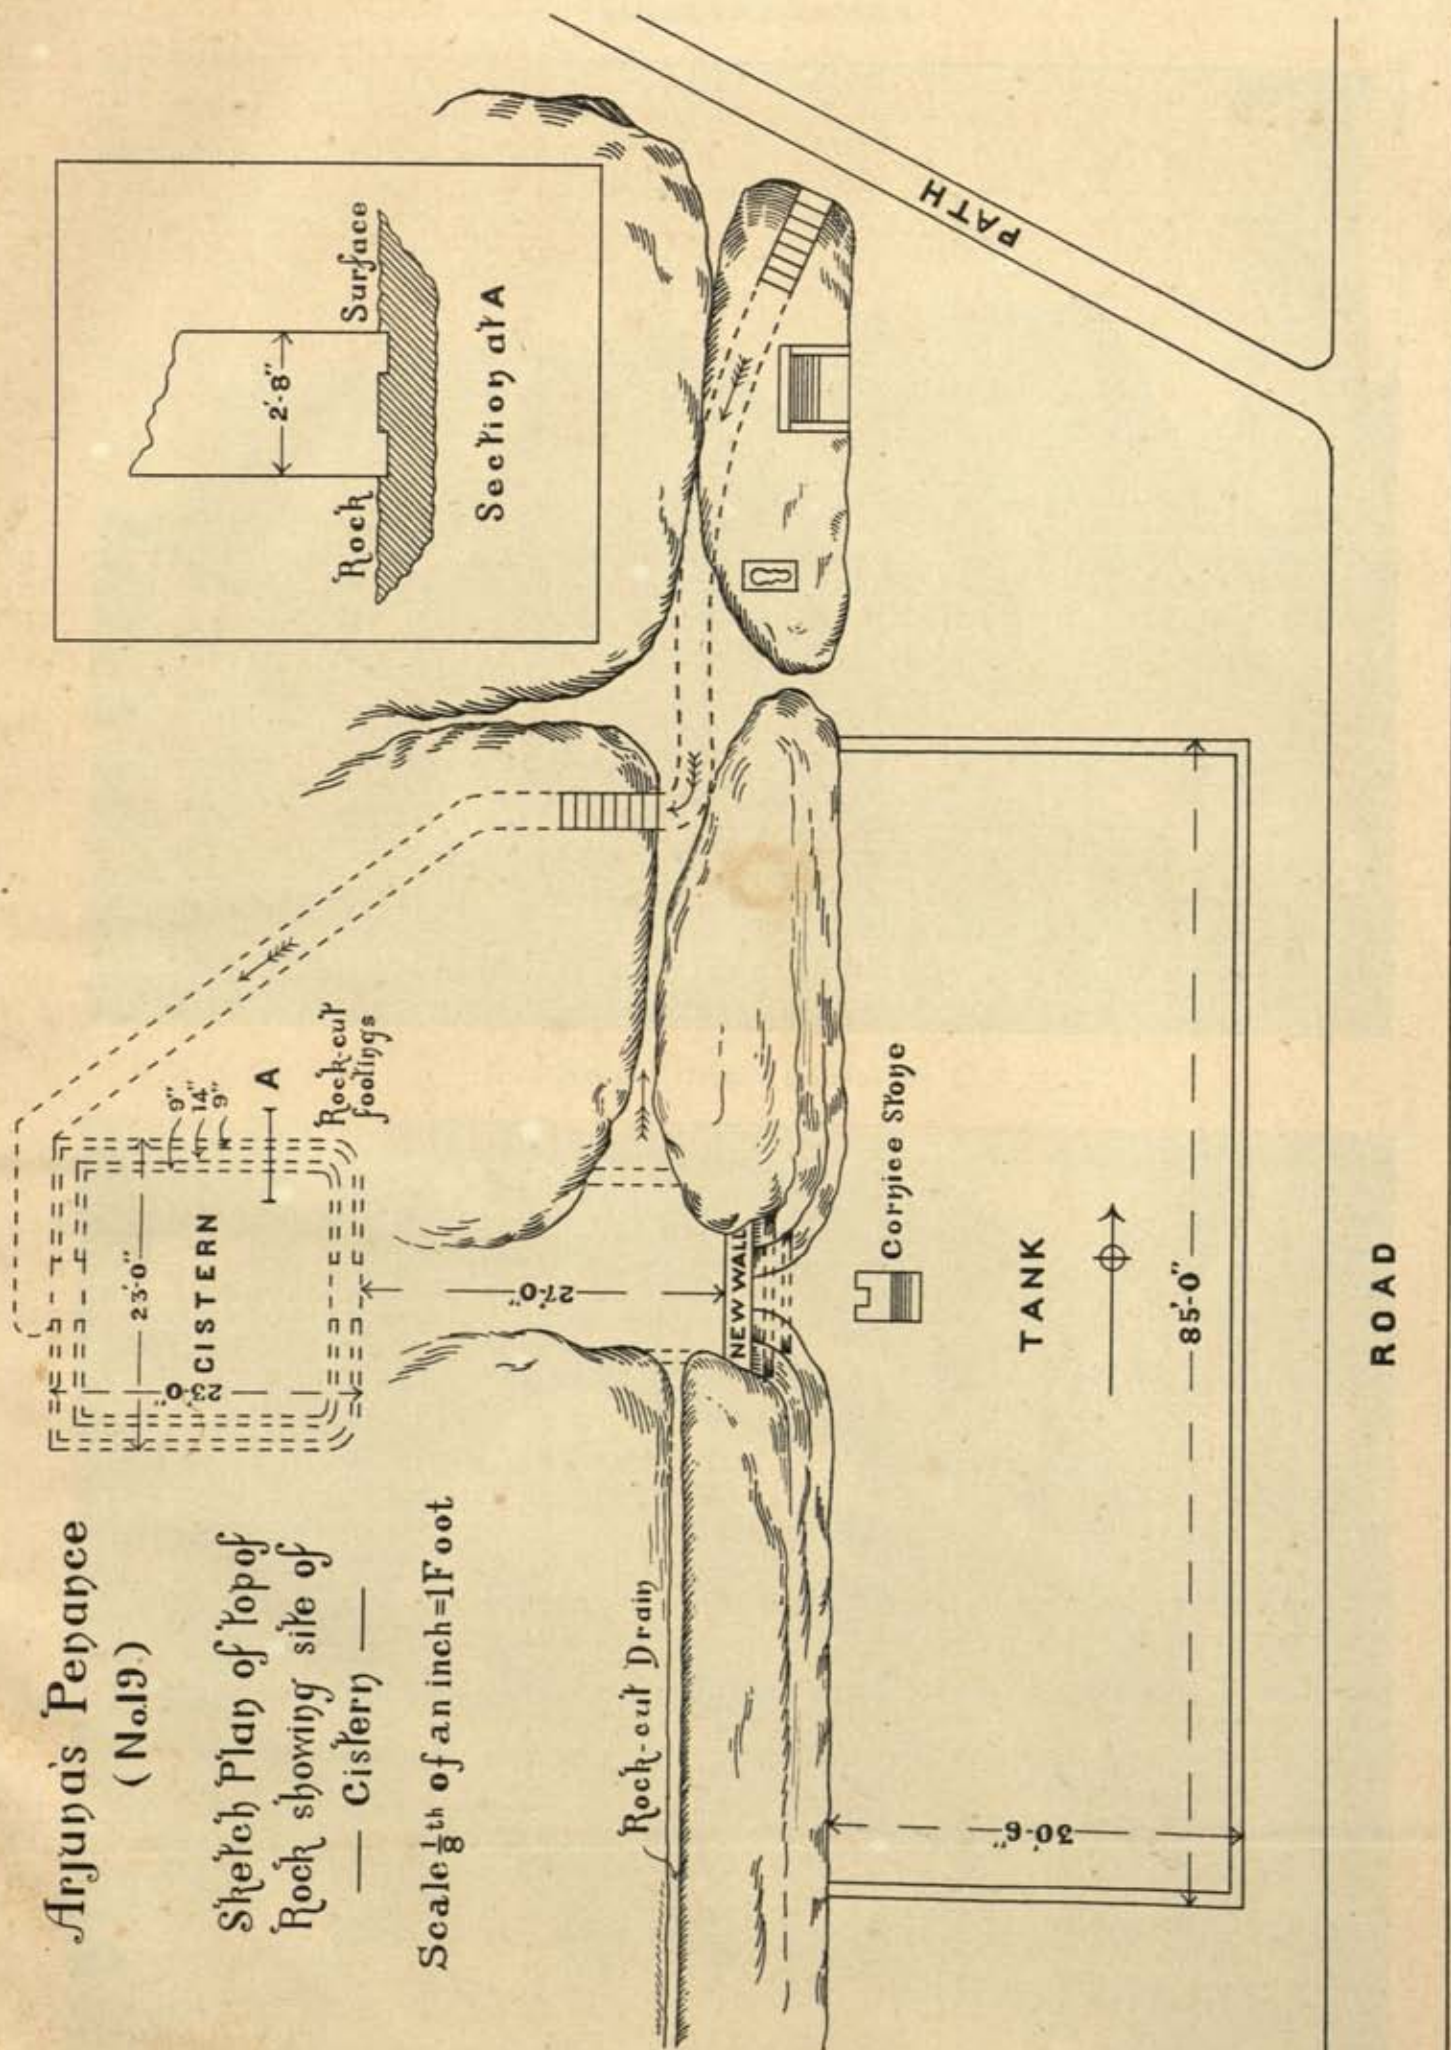 Arjuna's Penance
(No.19.)
Sketch Plan of top of
Rock showing site of
— Cistern —
Scale 1/8th of an inch=1Foot
23'·0"
23'·0"
CISTERN
9"
14"
9"
A
Rock-cut
footings
Rock
Surface
2'·8"
Section at A
27'·0"
NEW WALL
Rock-cut Drain
Cornice Stone
TANK
85'·0"
30'·6"
PATH
ROAD